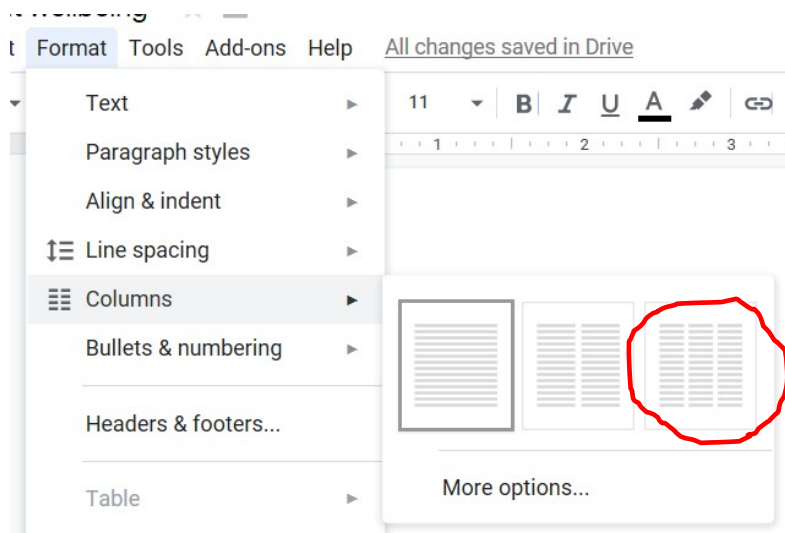 Format Tools Add-ons Help All changes saved in Drive
Text 11 B I U A
1 2 3
Paragraph styles
Align & indent
Line spacing
Columns
Bullets & numbering
Headers & footers...
More options...
Table